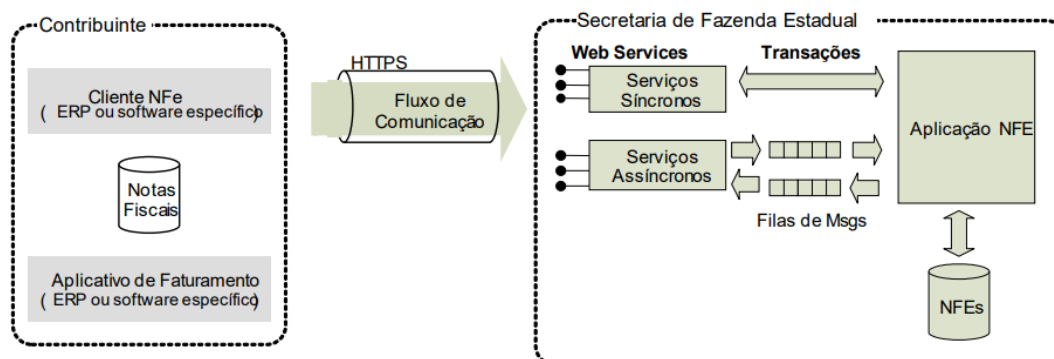 Contribuinte
Cliente NFe
( ERP ou software específico)
Notas
Fiscais
Aplicativo de Faturamento
( ERP ou software específico)
HTTPS
Fluxo de
Comunicação
Secretaria de Fazenda Estadual
Web Services
Transações
Serviços
Síncronos
Serviços
Assíncronos
Filas de Msgs
Aplicação NFE
NFEs